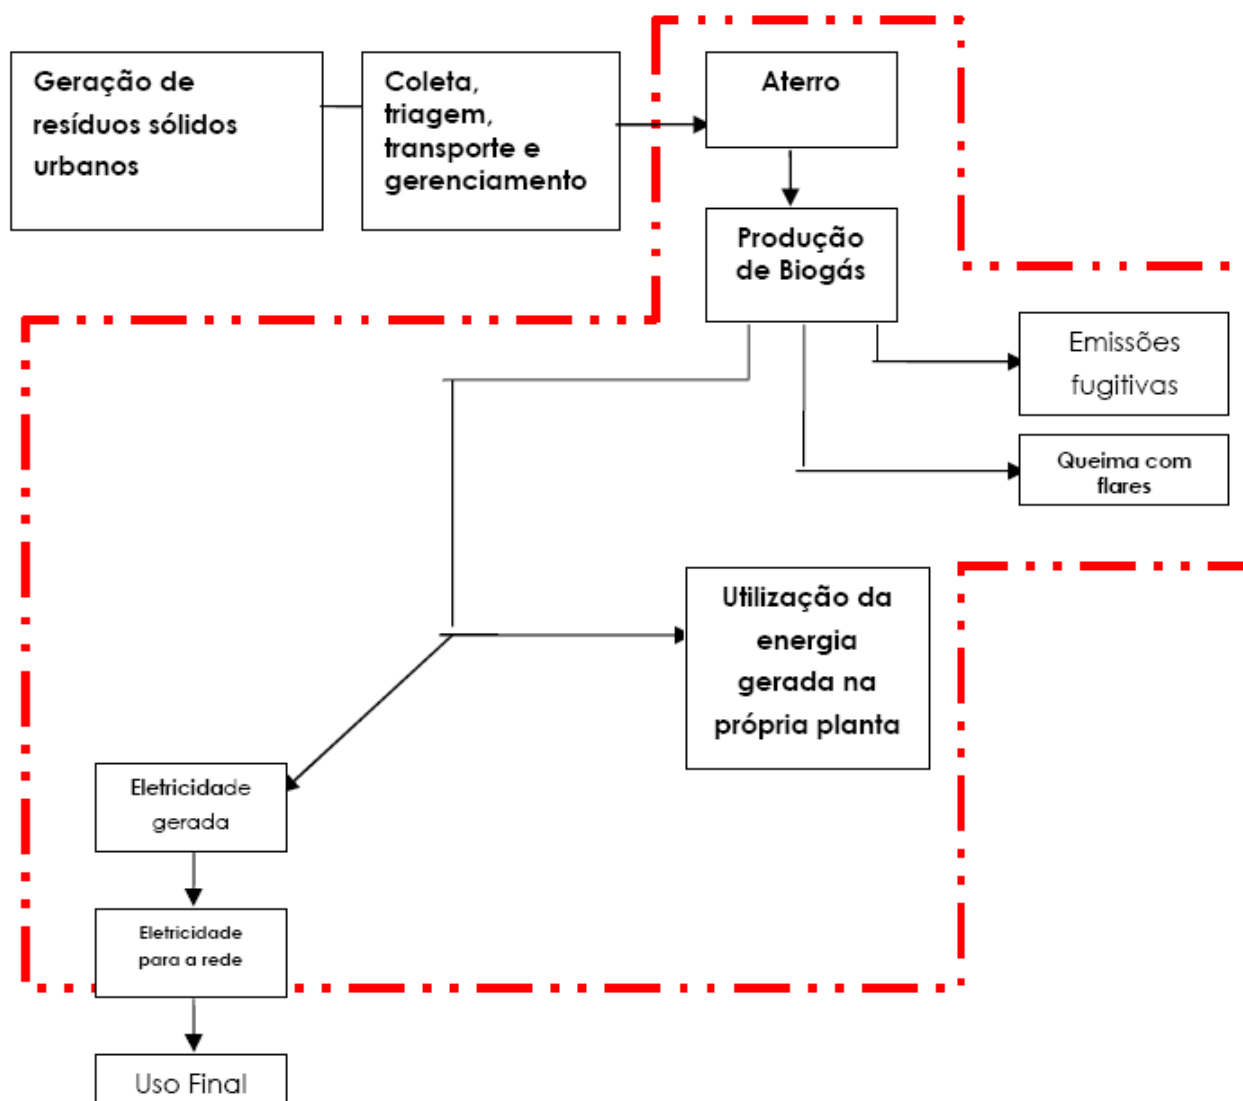 Geração de
resíduos sólidos
urbanos
Coleta,
triagem,
transporte e
gerenciamento
Aterro
Produção
de Biogás
Emissões
fugitivas
Queima com
flares
Utilização da
energia
gerada na
própria planta
Eletricidade
gerada
Eletricidade
para a rede
Uso Final